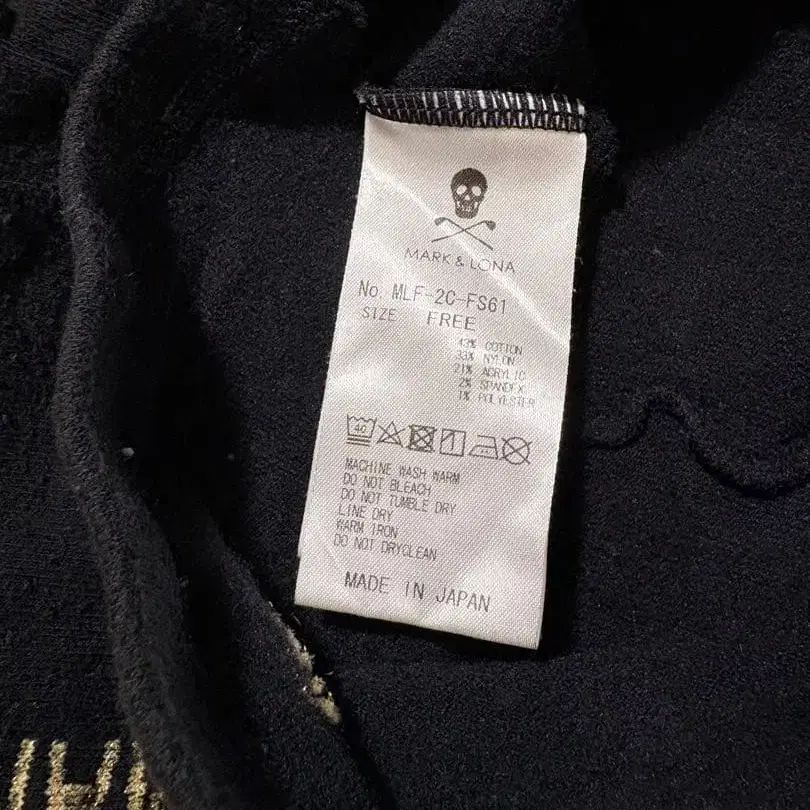 MARK & LONA
No. MLF-2C-FS61
SIZE FREE
43% COTTON
33% NYLON
21% ACRYLIC
2% SPANDEX
1% POLYESTER
40
MACHINE WASH WARM
DO NOT BLEACH
DO NOT TUMBLE DRY
LINE DRY
WARM IRON
DO NOT DRYCLEAN
MADE IN JAPAN